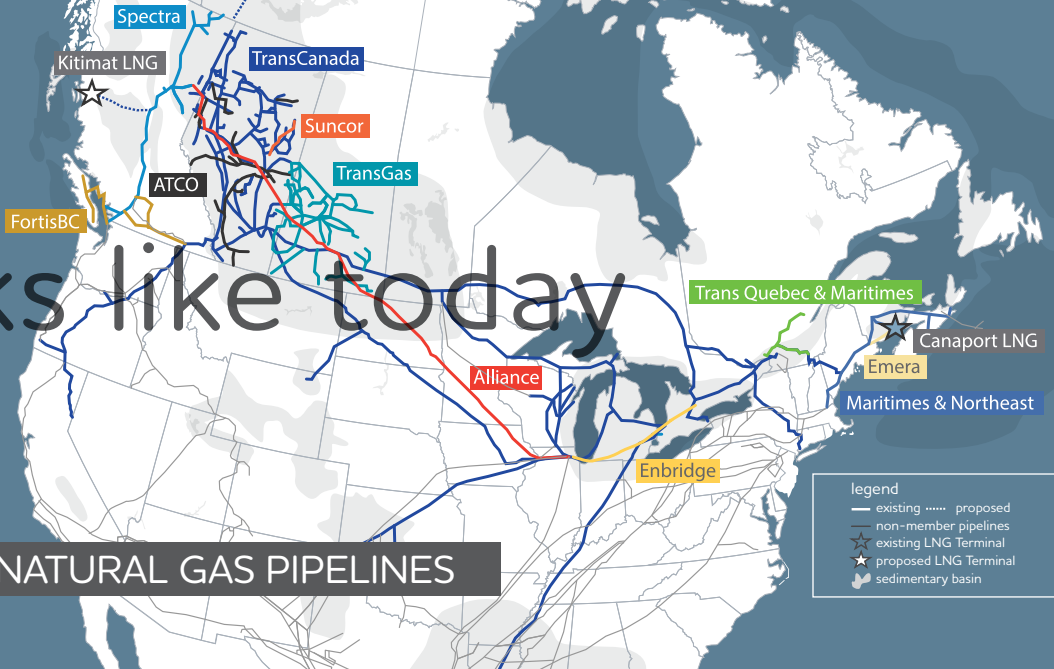 Spectra
TransCanada
Kitimat LNG
Suncor
TransGas
ATCO
FortisBC
ks like today
Trans Quebec & Maritimes
Canaport LNG
Emera
Alliance
Maritimes & Northeast
Enbridge
legend
existing proposed
non-member pipelines
existing LNG Terminal
proposed LNG Terminal
sedimentary basin
NATURAL GAS PIPELINES